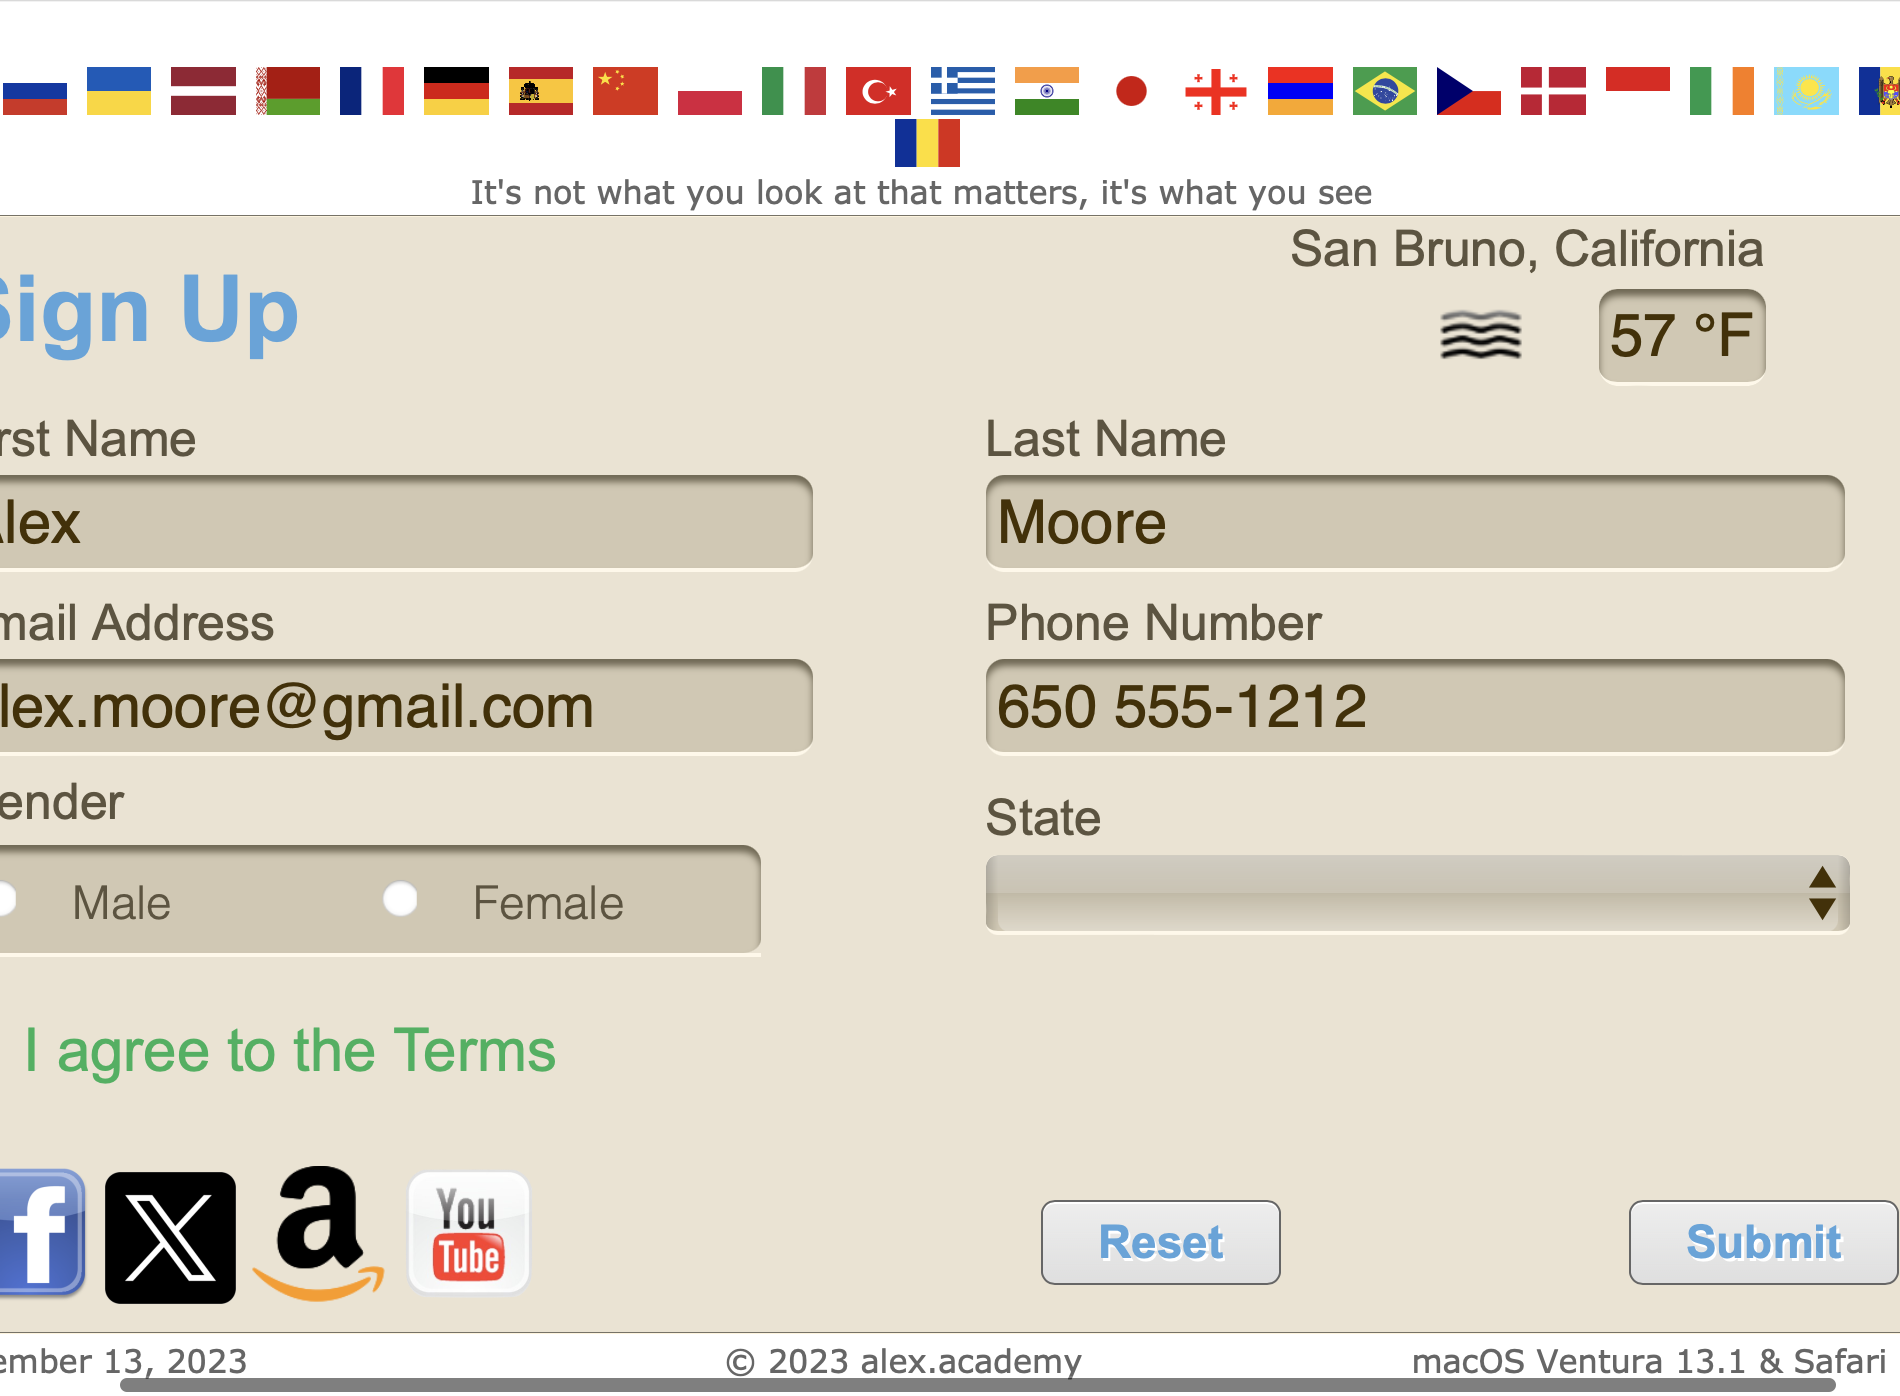 It's not what you look at that matters, it's what you see
San Bruno, California
Sign Up
57 °F
rst Name
Last Name
lex
Moore
mail Address
Phone Number
lex.moore@gmail.com
650 555-1212
ender
State
Male
Female
I agree to the Terms
f
X
a
You
Tube
Reset
Submit
ember 13, 2023
© 2023 alex.academy
macOS Ventura 13.1 & Safari